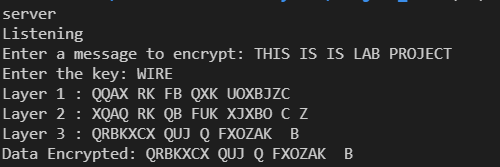 server
Listening
Enter a message to encrypt: THIS IS IS LAB PROJECT
Enter the key: WIRE
Layer 1 : QQAX RK FB QXK UOXBJZC
Layer 2 : XQAQ RK QB FUK XJXBO C Z
Layer 3 : QRBKXCX QUJ Q FXOZAK  B
Data Encrypted: QRBKXCX QUJ Q FXOZAK  B